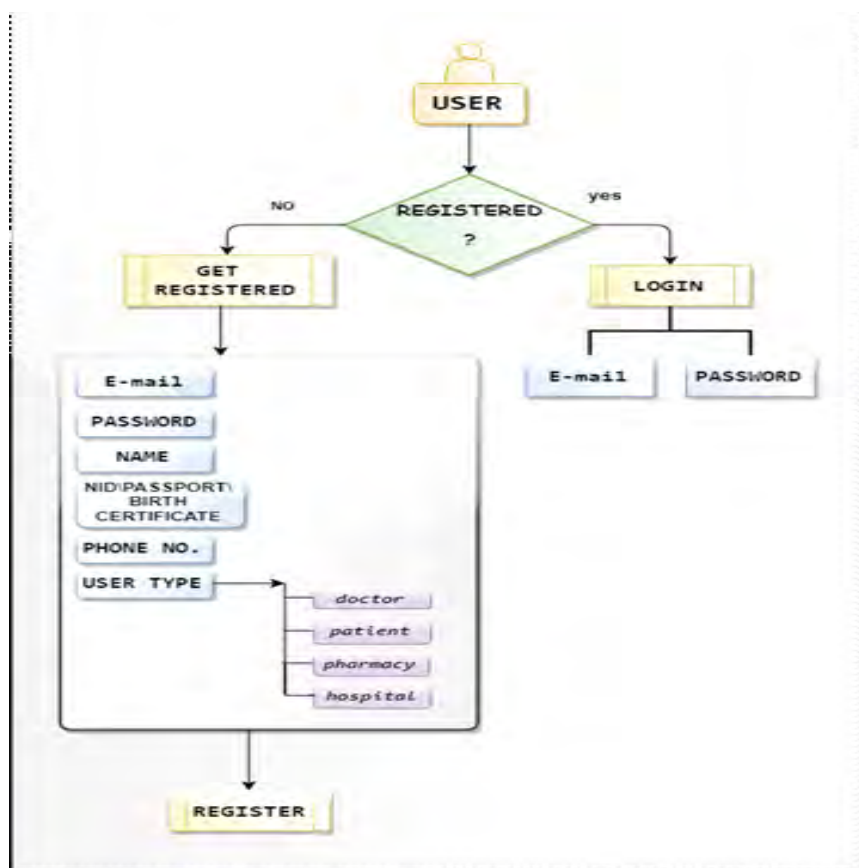 USER
REGISTERED
?
NO
yes
GET
REGISTERED
LOGIN
E-mail
PASSWORD
E-mail
PASSWORD
NAME
NID\PASSPORT\
BIRTH
CERTIFICATE
PHONE NO.
USER TYPE
doctor
patient
pharmacy
hospital
REGISTER